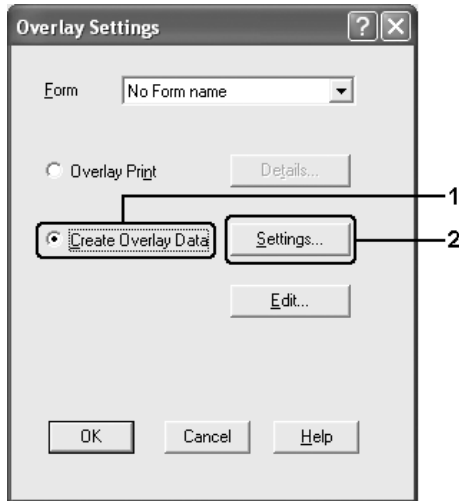 Overlay Settings
Form No Form name
Overlay Print Details...
1
Create Overlay Data Settings...
2
Edit...
OK Cancel Help